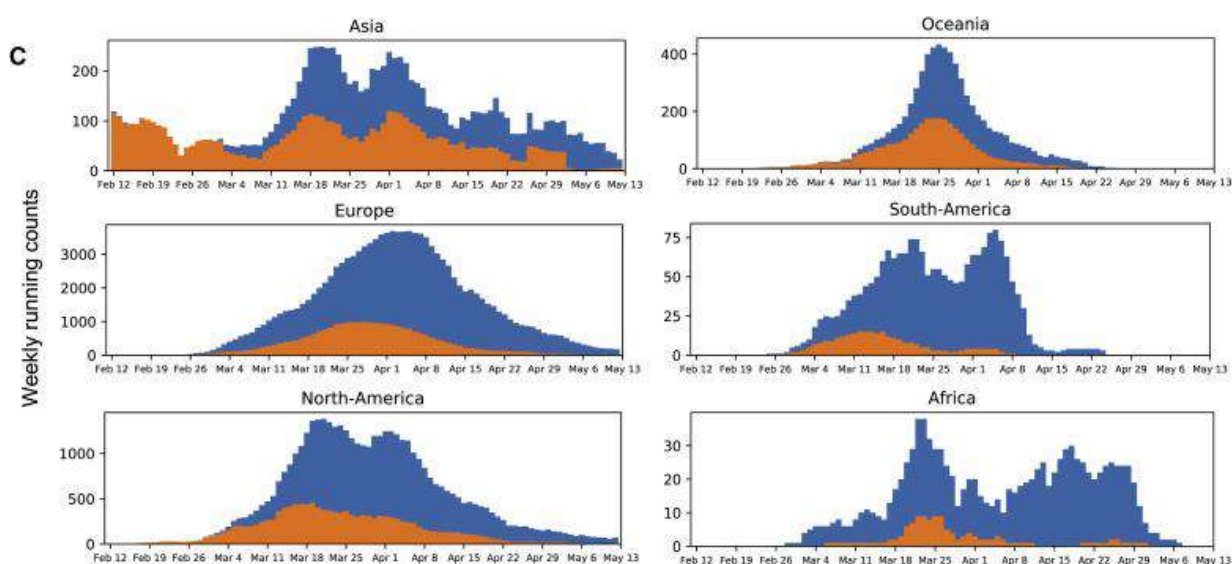 C
Weekly running counts
Asia
200
100
0
Feb 12 Feb 19 Feb 26 Mar 4 Mar 11 Mar 18 Mar 25 Apr 1 Apr 8 Apr 15 Apr 22 Apr 29 May 6 May 13
Oceania
400
200
0
Feb 12 Feb 19 Feb 26 Mar 4 Mar 11 Mar 18 Mar 25 Apr 1 Apr 8 Apr 15 Apr 22 Apr 29 May 6 May 13
Europe
3000
2000
1000
0
Feb 12 Feb 19 Feb 26 Mar 4 Mar 11 Mar 18 Mar 25 Apr 1 Apr 8 Apr 15 Apr 22 Apr 29 May 6 May 13
South-America
75
50
25
0
Feb 12 Feb 19 Feb 26 Mar 4 Mar 11 Mar 18 Mar 25 Apr 1 Apr 8 Apr 15 Apr 22 Apr 29 May 6 May 13
North-America
1000
500
0
Feb 12 Feb 19 Feb 26 Mar 4 Mar 11 Mar 18 Mar 25 Apr 1 Apr 8 Apr 15 Apr 22 Apr 29 May 6 May 13
Africa
30
20
10
0
Feb 12 Feb 19 Feb 26 Mar 4 Mar 11 Mar 18 Mar 25 Apr 1 Apr 8 Apr 15 Apr 22 Apr 29 May 6 May 13